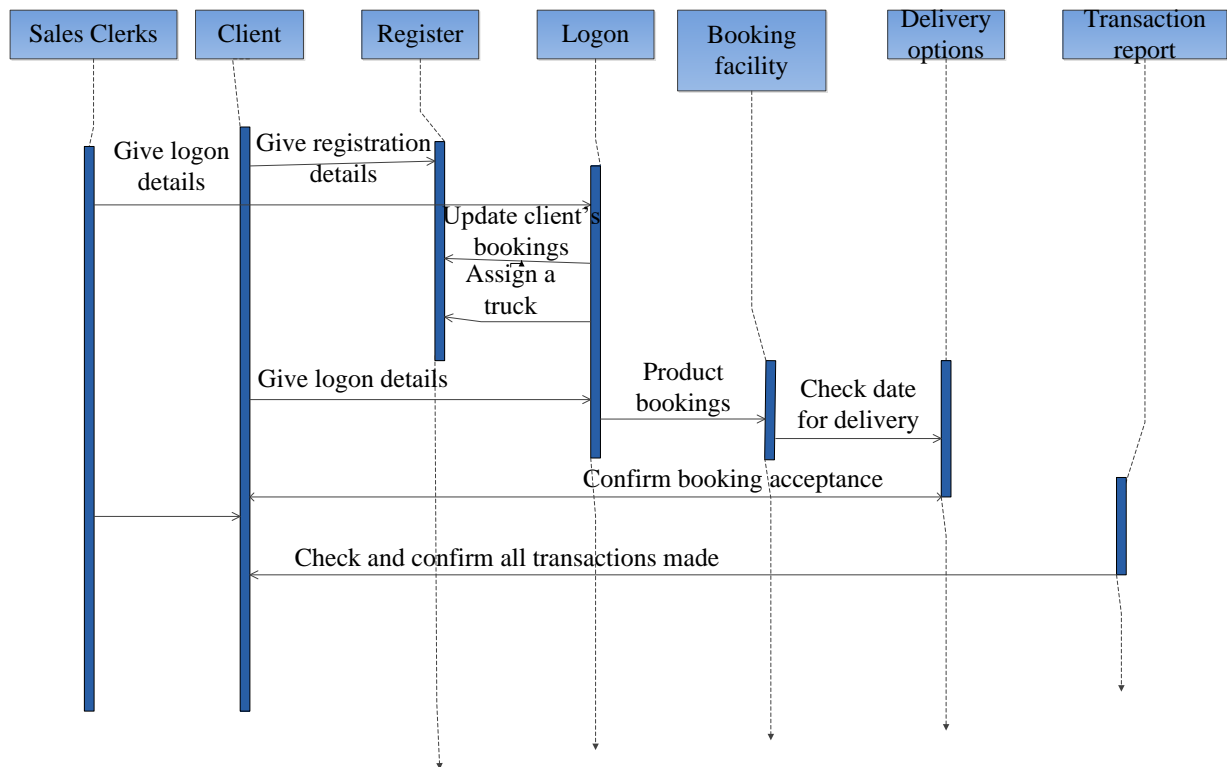 Sales Clerks
Client
Register
Logon
Booking
facility
Delivery
options
Transaction
report
Give logon
details
Give registration
details
Update client’s
bookings
Assign a
truck
Give logon details
Product
bookings
Check date
for delivery
Confirm booking acceptance
Check and confirm all transactions made